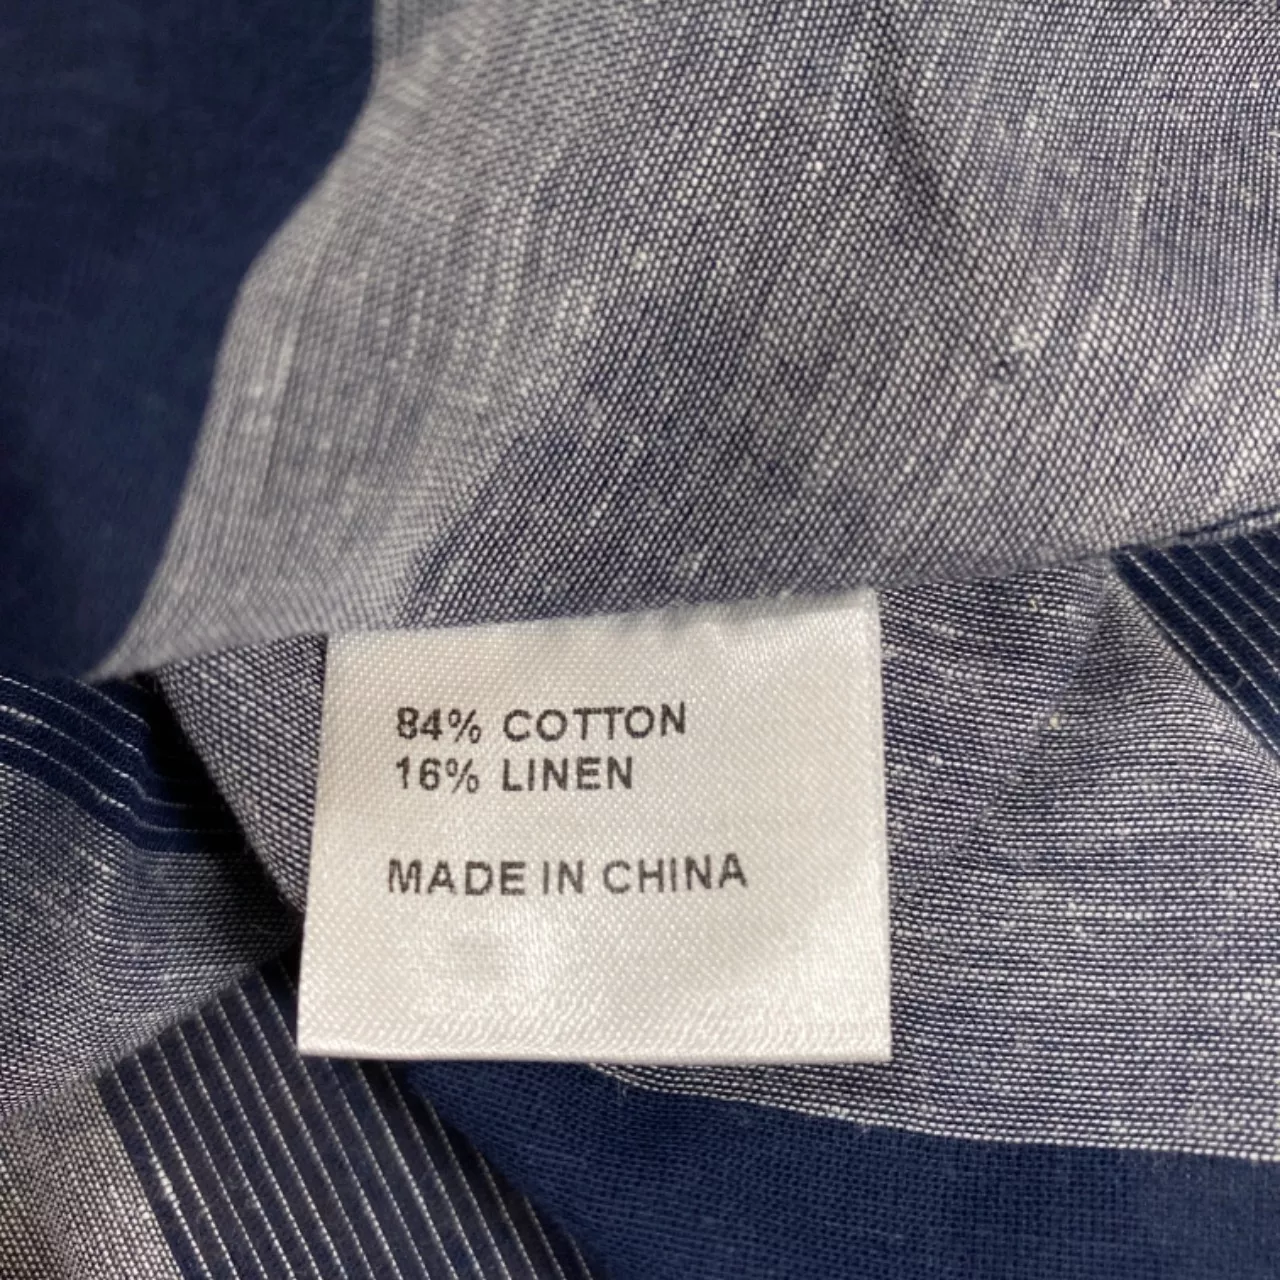 84% COTTON
16% LINEN
MADE IN CHINA